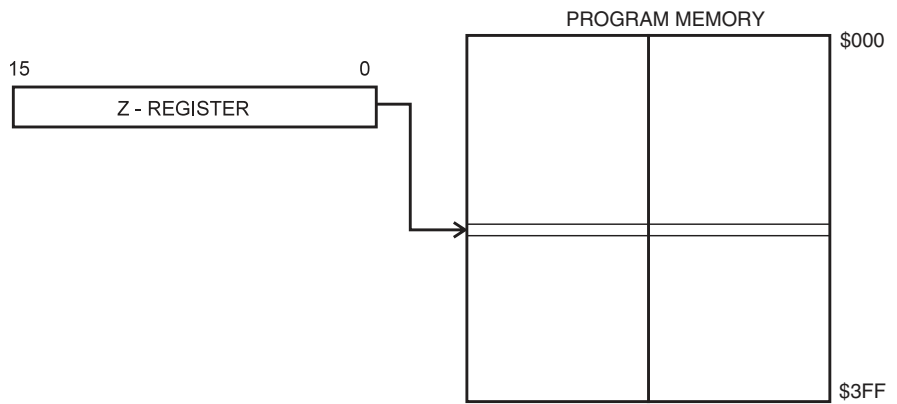 PROGRAM MEMORY
$000
15 0
Z - REGISTER
$3FF